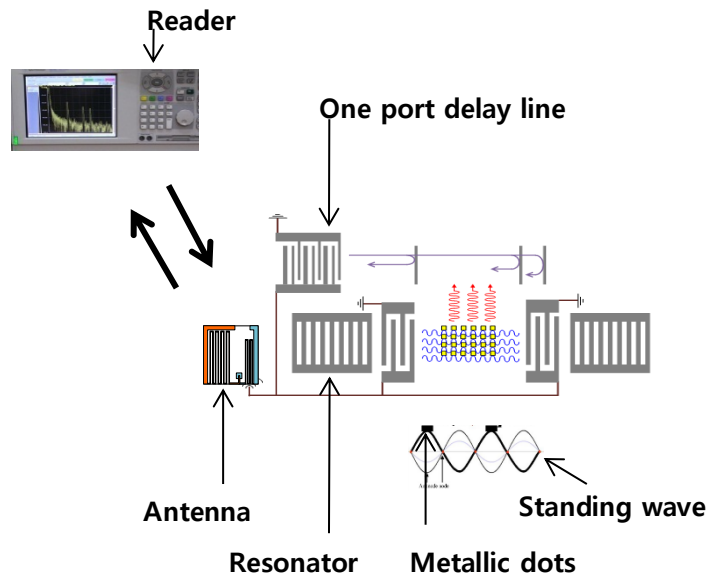 Reader
One port delay line
Antenna
Standing wave
Resonator
Metallic dots